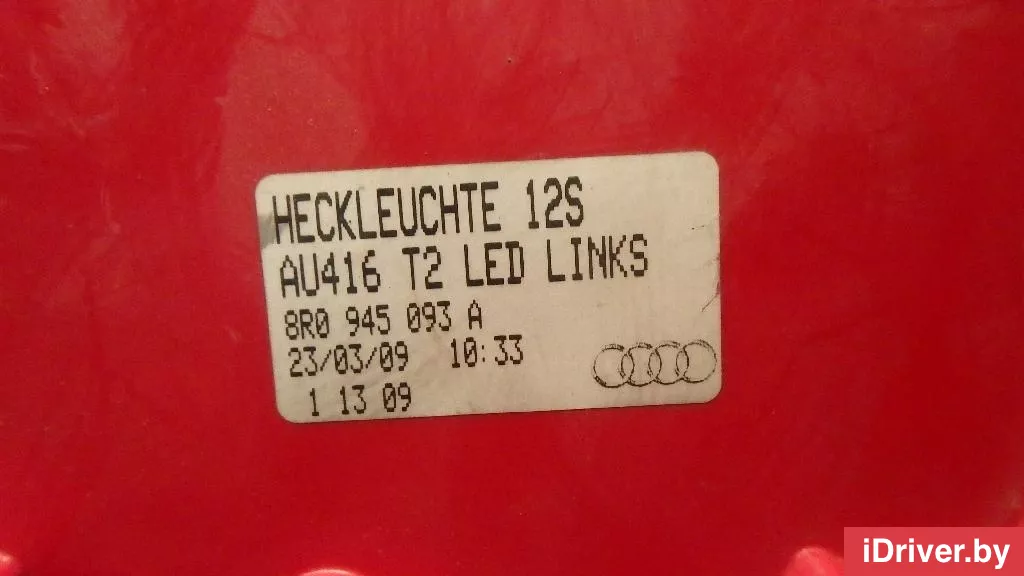 HECKLEUCHTE 12S
AU416 T2 LED LINKS
8R0 945 093 A
23/03/09 10:33
1 13 09
iDriver.by